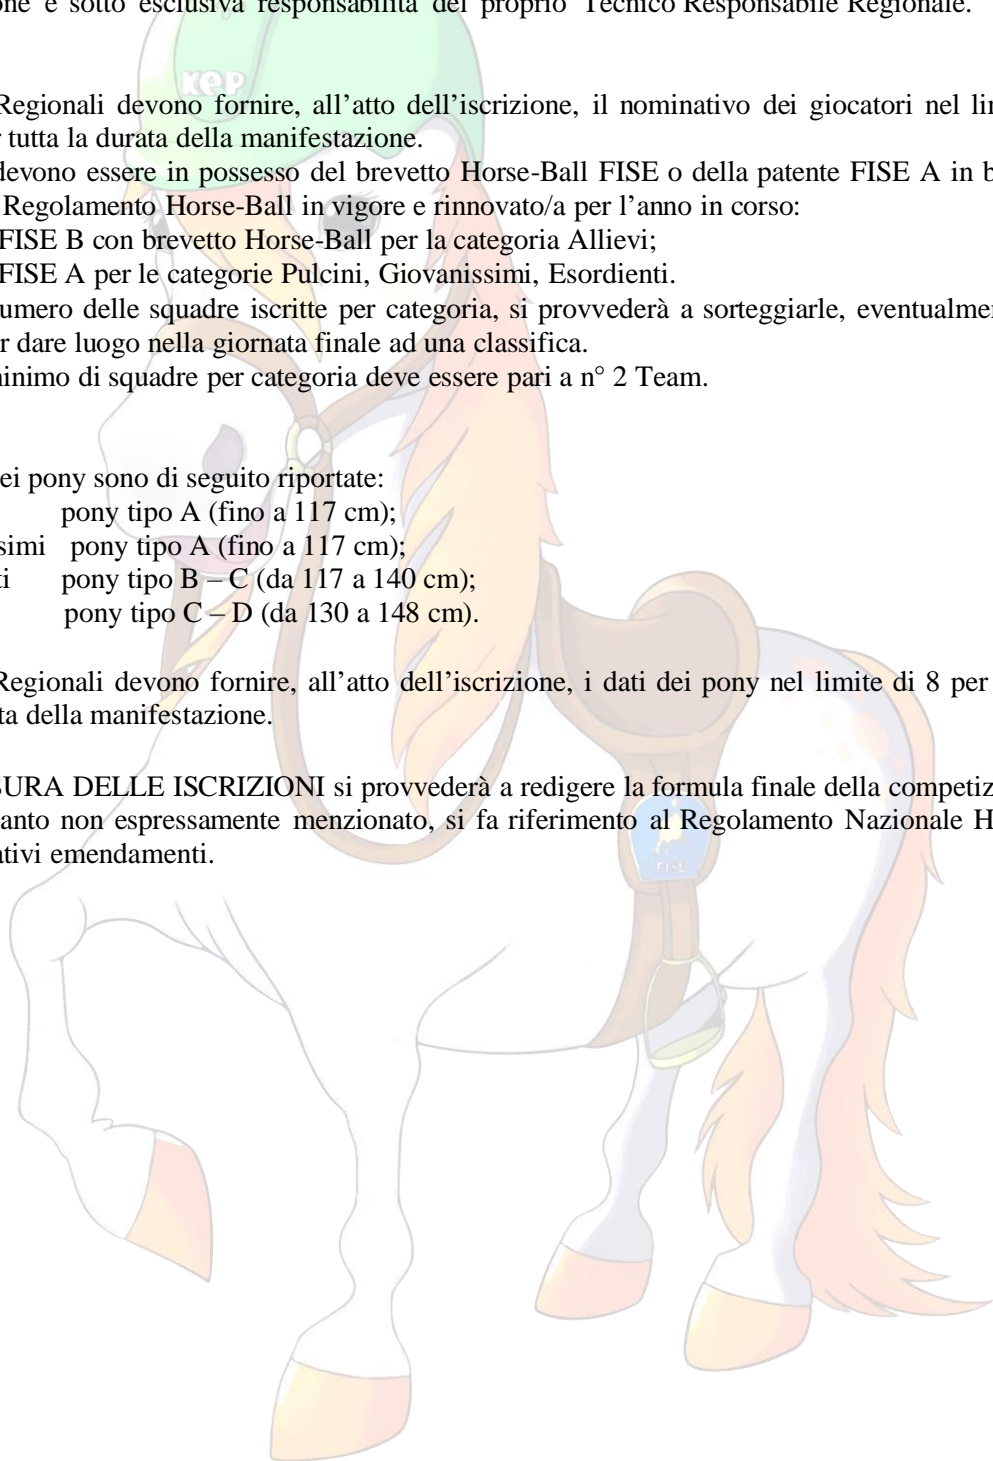 one è sotto esclusiva responsabilità del proprio Tecnico Responsabile Regionale.
KEP
Regionali devono fornire, all'atto dell'iscrizione, il nominativo dei giocatori nel lin
r tutta la durata della manifestazione.
devono essere in possesso del brevetto Horse-Ball FISE o della patente FISE A in b
Regolamento Horse-Ball in vigore e rinnovato/a per l'anno in corso:
FISE B con brevetto Horse-Ball per la categoria Allievi;
FISE A per le categorie Pulcini, Giovanissimi, Esordienti.
umero delle squadre iscritte per categoria, si provvederà a sorteggiarle, eventualmen
er dare luogo nella giornata finale ad una classifica.
ninimo di squadre per categoria deve essere pari a n° 2 Team.
ei pony sono di seguito riportate:
pony tipo A (fino a 117 cm);
simi pony tipo A (fino a 117 cm);
ti pony tipo B – C (da 117 a 140 cm);
pony tipo C – D (da 130 a 148 cm).
Regionali devono fornire, all'atto dell'iscrizione, i dati dei pony nel limite di 8 per
ta della manifestazione.
SURA DELLE ISCRIZIONI si provvederà a redigere la formula finale della competiz
anto non espressamente menzionato, si fa riferimento al Regolamento Nazionale H
ativi emendamenti.
FISE